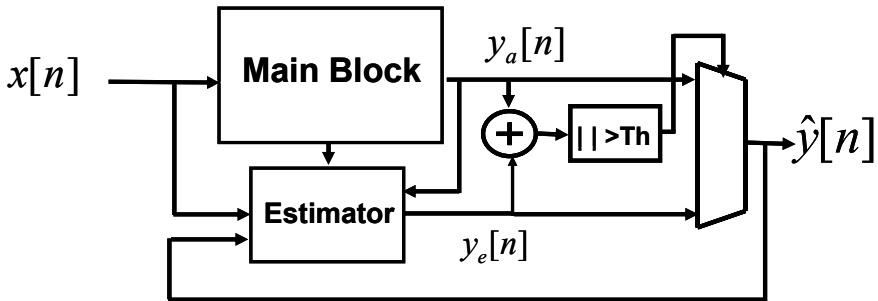 x[n]
Main Block
y_a[n]
+
| | >Th
ŷ[n]
Estimator
y_e[n]